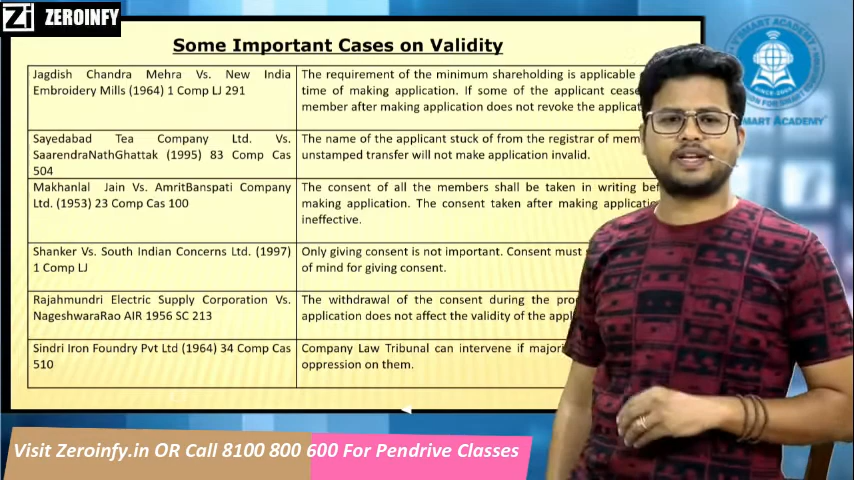 Zi ZEROINFY
Some Important Cases on Validity
Jagdish Chandra Mehra Vs. New India
Embroidery Mills (1964) 1 Comp LJ 291
The requirement of the minimum shareholding is applicable
time of making application. If some of the applicant cease
member after making application does not revoke the applicat
Sayedabad Tea Company Ltd. Vs.
SaarendraNathGhattak (1995) 83 Comp Cas
504
The name of the applicant stuck of from the registrar of mem
unstamped transfer will not make application invalid.
Makhanlal Jain Vs. AmritBanspati Company
Ltd. (1953) 23 Comp Cas 100
The consent of all the members shall be taken in writing bef
making application. The consent taken after making applicatio
ineffective.
Shanker Vs. South Indian Concerns Ltd. (1997)
1 Comp LJ
Only giving consent is not important. Consent must
of mind for giving consent.
Rajahmundri Electric Supply Corporation Vs.
NageshwaraRao AIR 1956 SC 213
The withdrawal of the consent during the proc
application does not affect the validity of the appl
Sindri Iron Foundry Pvt Ltd (1964) 34 Comp Cas
510
Company Law Tribunal can intervene if majori
oppression on them.
SINCE-2008
SMART ACADEMY
Visit Zeroinfy.in OR Call 8100 800 600 For Pendrive Classes